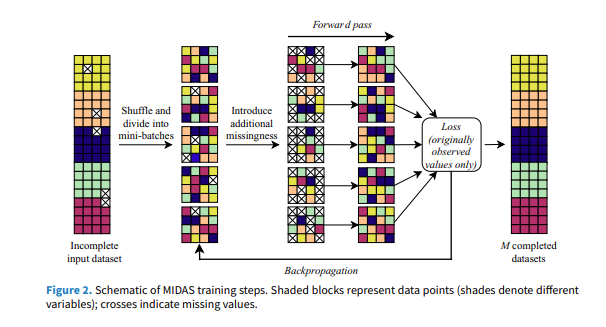 Forward pass
Shuffle and
divide into
mini-batches
Introduce
additional
missingness
Loss
(originally
observed
values only)
Incomplete
input dataset
M completed
datasets
Backpropagation
Figure 2. Schematic of MIDAS training steps. Shaded blocks represent data points (shades denote different
variables); crosses indicate missing values.